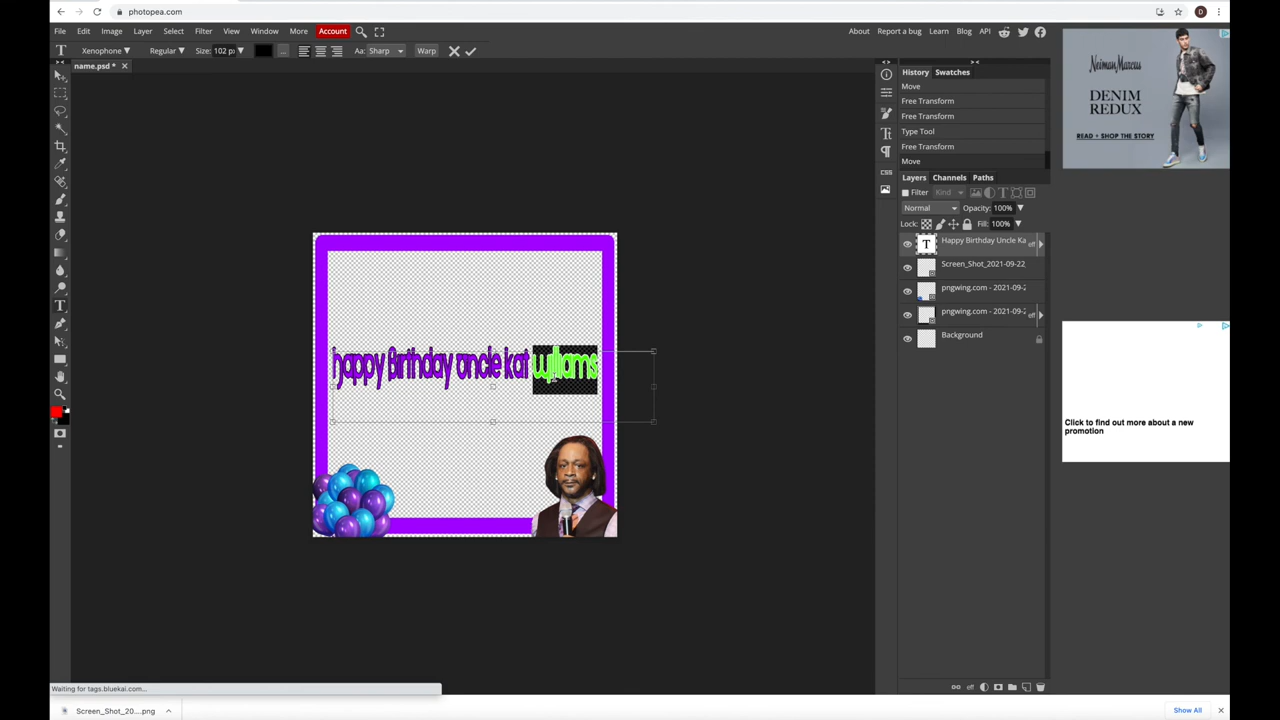 photopea.com
D
File Edit Image Layer Select Filter View Window More Account
About Report a bug Learn Blog API
T Xenophone Regular Size: 102 p ... Aa: Sharp Warp
name.psd *
happy Birthday uncle kat williams
History Swatches
Move
Free Transform
Free Transform
Type Tool
Free Transform
Move
Layers Channels Paths
Filter Kind
Normal Opacity: 100%
Lock: Fill: 100%
T Happy Birthday Uncle Ka eff
Screen_Shot_2021-09-22
pngwing.com - 2021-09-2
pngwing.com - 2021-09-2 eff
Background
CSS
eff
Neiman Marcus
DENIM
REDUX
READ + SHOP THE STORY
Click to find out more about a new
promotion
Waiting for tags.bluekai.com...
Screen_Shot_20....png
Show All